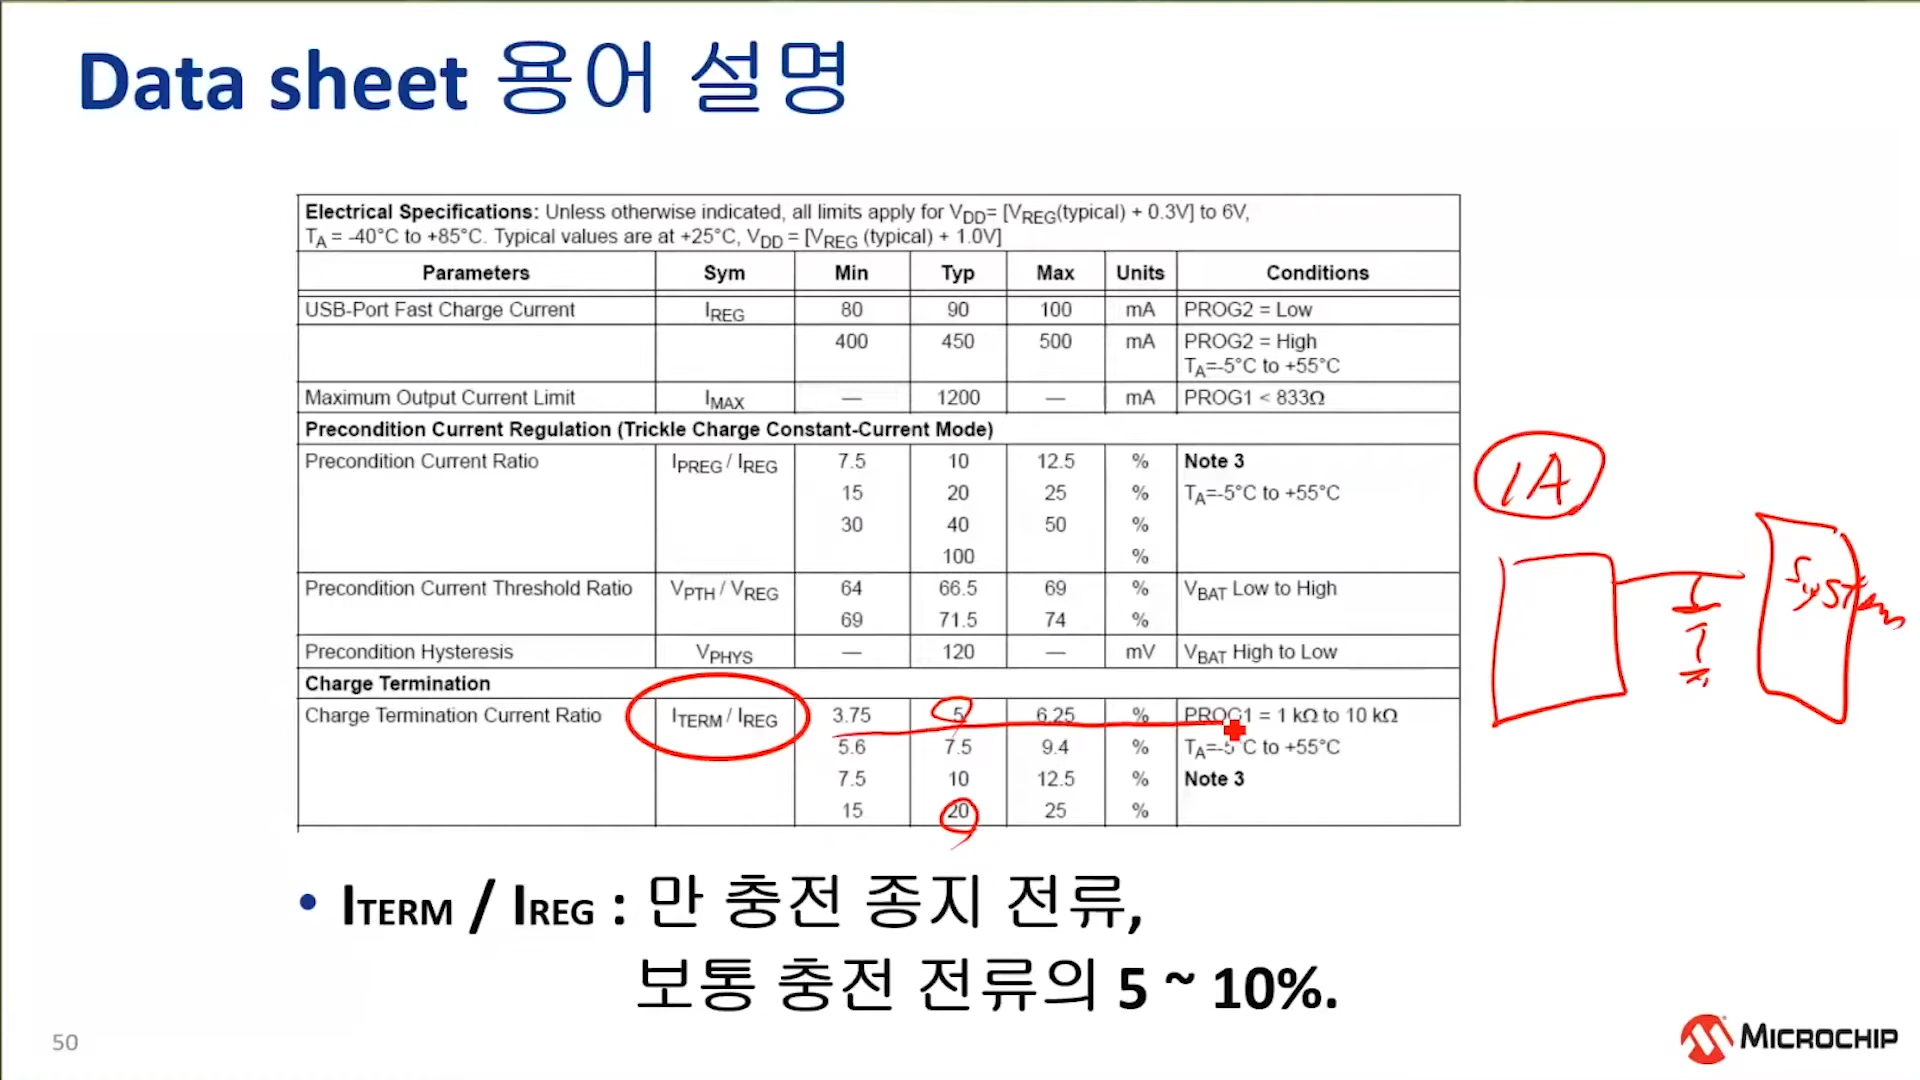 Data sheet 용어 설명
Electrical Specifications: Unless otherwise indicated, all limits apply for VDD= [VREG(typical) + 0.3V] to 6V,
TA = -40°C to +85°C. Typical values are at +25°C, VDD = [VREG (typical) + 1.0V]
Parameters Sym Min Typ Max Units Conditions
USB-Port Fast Charge Current IREG 80 90 100 mA PROG2 = Low
400 450 500 mA PROG2 = High
TA=-5°C to +55°C
Maximum Output Current Limit IMAX — 1200 — mA PROG1 < 833Ω
Precondition Current Regulation (Trickle Charge Constant-Current Mode)
Precondition Current Ratio IPREG / IREG 7.5 10 12.5 % Note 3
15 20 25 % TA=-5°C to +55°C
30 40 50 %
100 %
Precondition Current Threshold Ratio VPTH / VREG 64 66.5 69 % VBAT Low to High
69 71.5 74 %
Precondition Hysteresis VPHYS — 120 — mV VBAT High to Low
Charge Termination
Charge Termination Current Ratio ITERM / IREG 3.75 5 6.25 % PROG1 = 1 kΩ to 10 kΩ
5.6 7.5 9.4 % TA=-5°C to +55°C
7.5 10 12.5 % Note 3
15 20 25 %
1A
System
• ITERM / IREG : 만 충전 종지 전류,
보통 충전 전류의 5 ~ 10%.
50
MICROCHIP